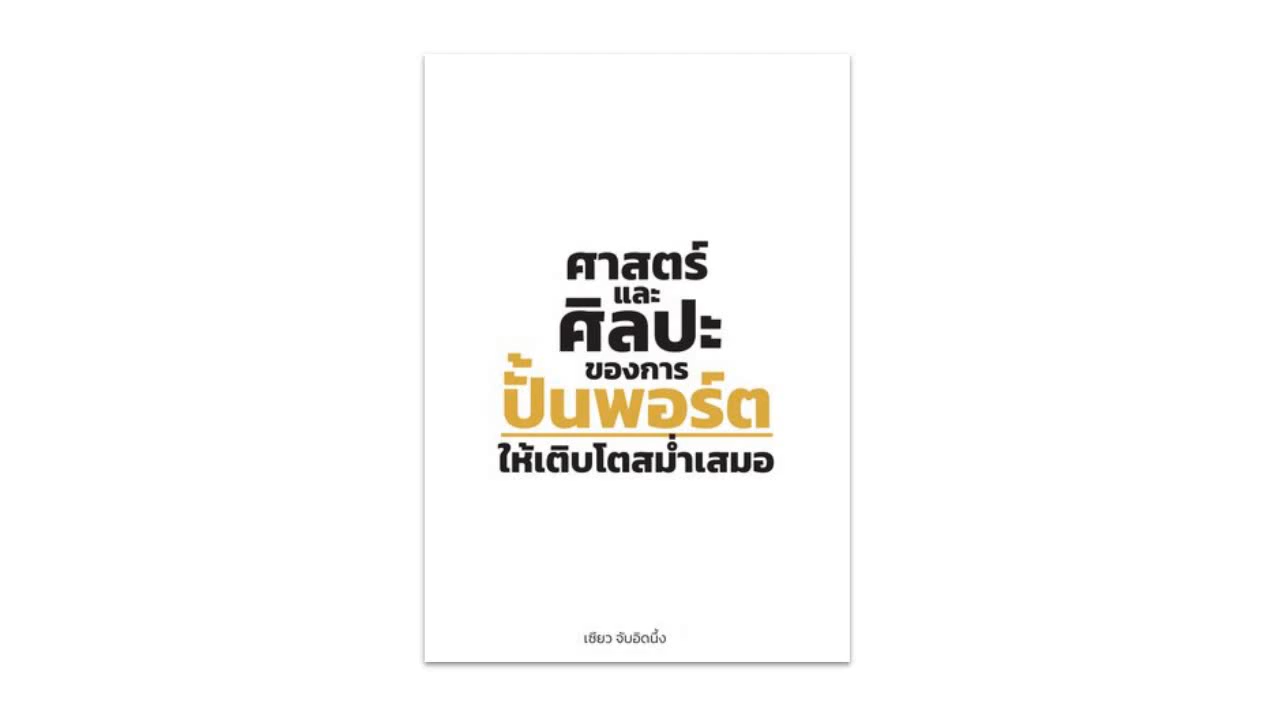 ศาสตร์
และ
ศิลปะ
ของการ
ปั้นพอร์ต
ให้เติบโตสม่ำเสมอ
เซียว จับอิดนึ้ง